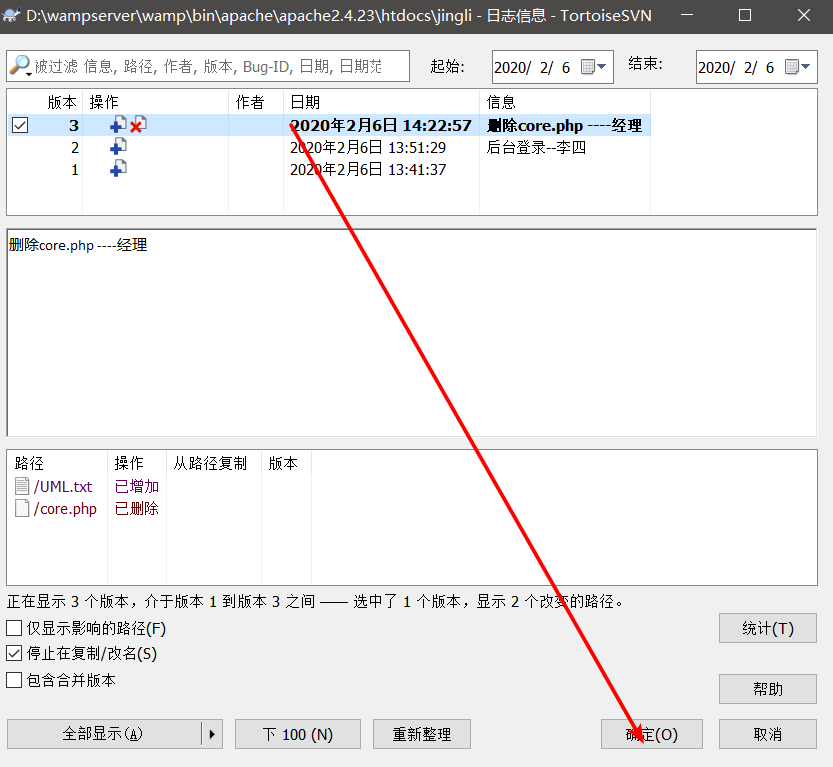 D:\wampserver\wamp\bin\apache\apache2.4.23\htdocs\jingli - 日志信息 - TortoiseSVN
被过滤 信息, 路径, 作者, 版本, Bug-ID, 日期, 日期范 起始: 2020/ 2/ 6 结束: 2020/ 2/ 6
版本 操作 作者 日期 信息
3 2020年2月6日 14:22:57 删除core.php ----经理
2 2020年2月6日 13:51:29 后台登录--李四
1 2020年2月6日 13:41:37
删除core.php ----经理
路径 操作 从路径复制 版本
/UML.txt 已增加
/core.php 已删除
正在显示 3 个版本，介于版本 1 到版本 3 之间 —— 选中了 1 个版本，显示 2 个改变的路径。
仅显示影响的路径(F) 统计(T)
停止在复制/改名(S)
包含合并版本 帮助
全部显示(A) 下 100 (N) 重新整理 确定(O) 取消